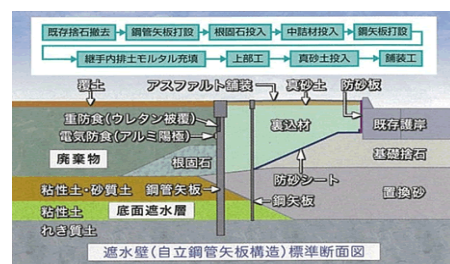 既存捨石撤去
鋼管矢板打設
根固石投入
中詰材投入
鋼矢板打設
継手内排土モルタル充填
上部工
真砂土投入
舗装工
覆土
アスファルト舗装
真砂土
防砂板
重防食(ウレタン被覆)
電気防食(アルミ陽極)
裏込材
既存護岸
廃棄物
根固石
基礎捨石
防砂シート
粘性土・砂質土
鋼管矢板
置換砂
鋼矢板
粘性土
底面遮水層
れき質土
遮水壁(自立鋼管矢板構造)標準断面図